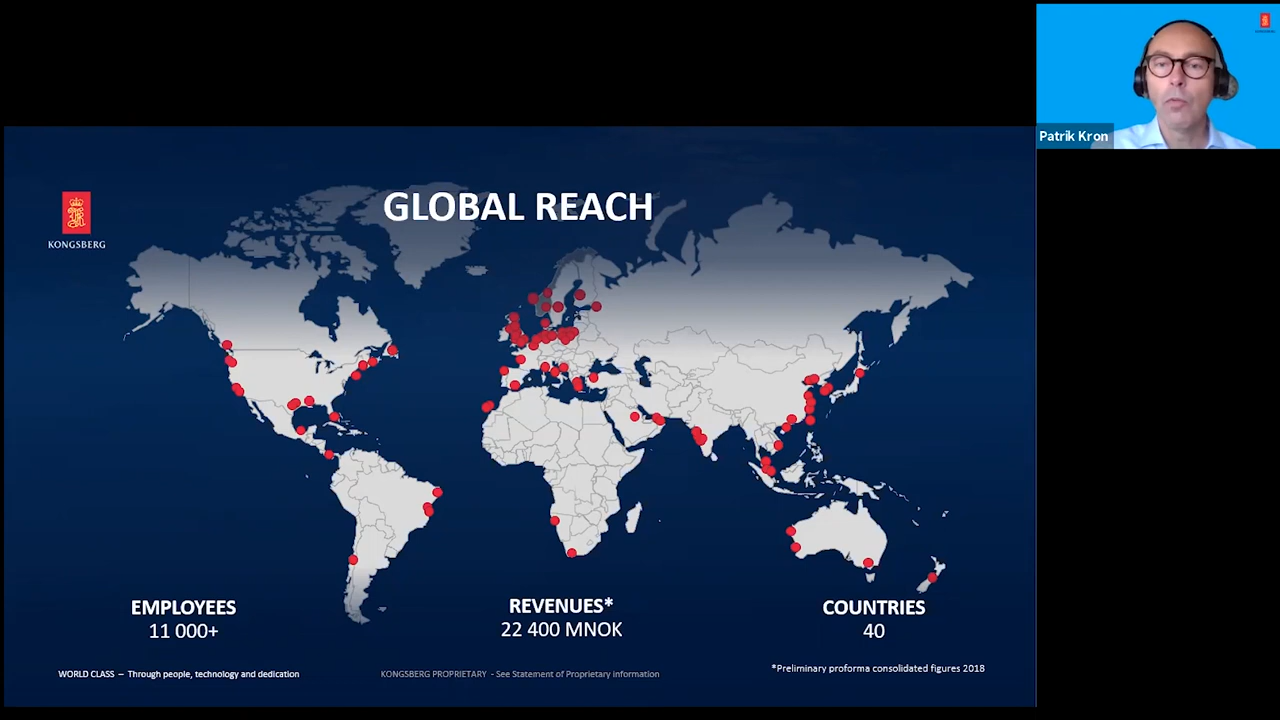 Patrik Kron
GLOBAL REACH
KONGSBERG
EMPLOYEES
11 000+
REVENUES*
22 400 MNOK
COUNTRIES
40
*Preliminary proforma consolidated figures 2018
WORLD CLASS – Through people, technology and dedication
KONGSBERG PROPRIETARY - See Statement of Proprietary information